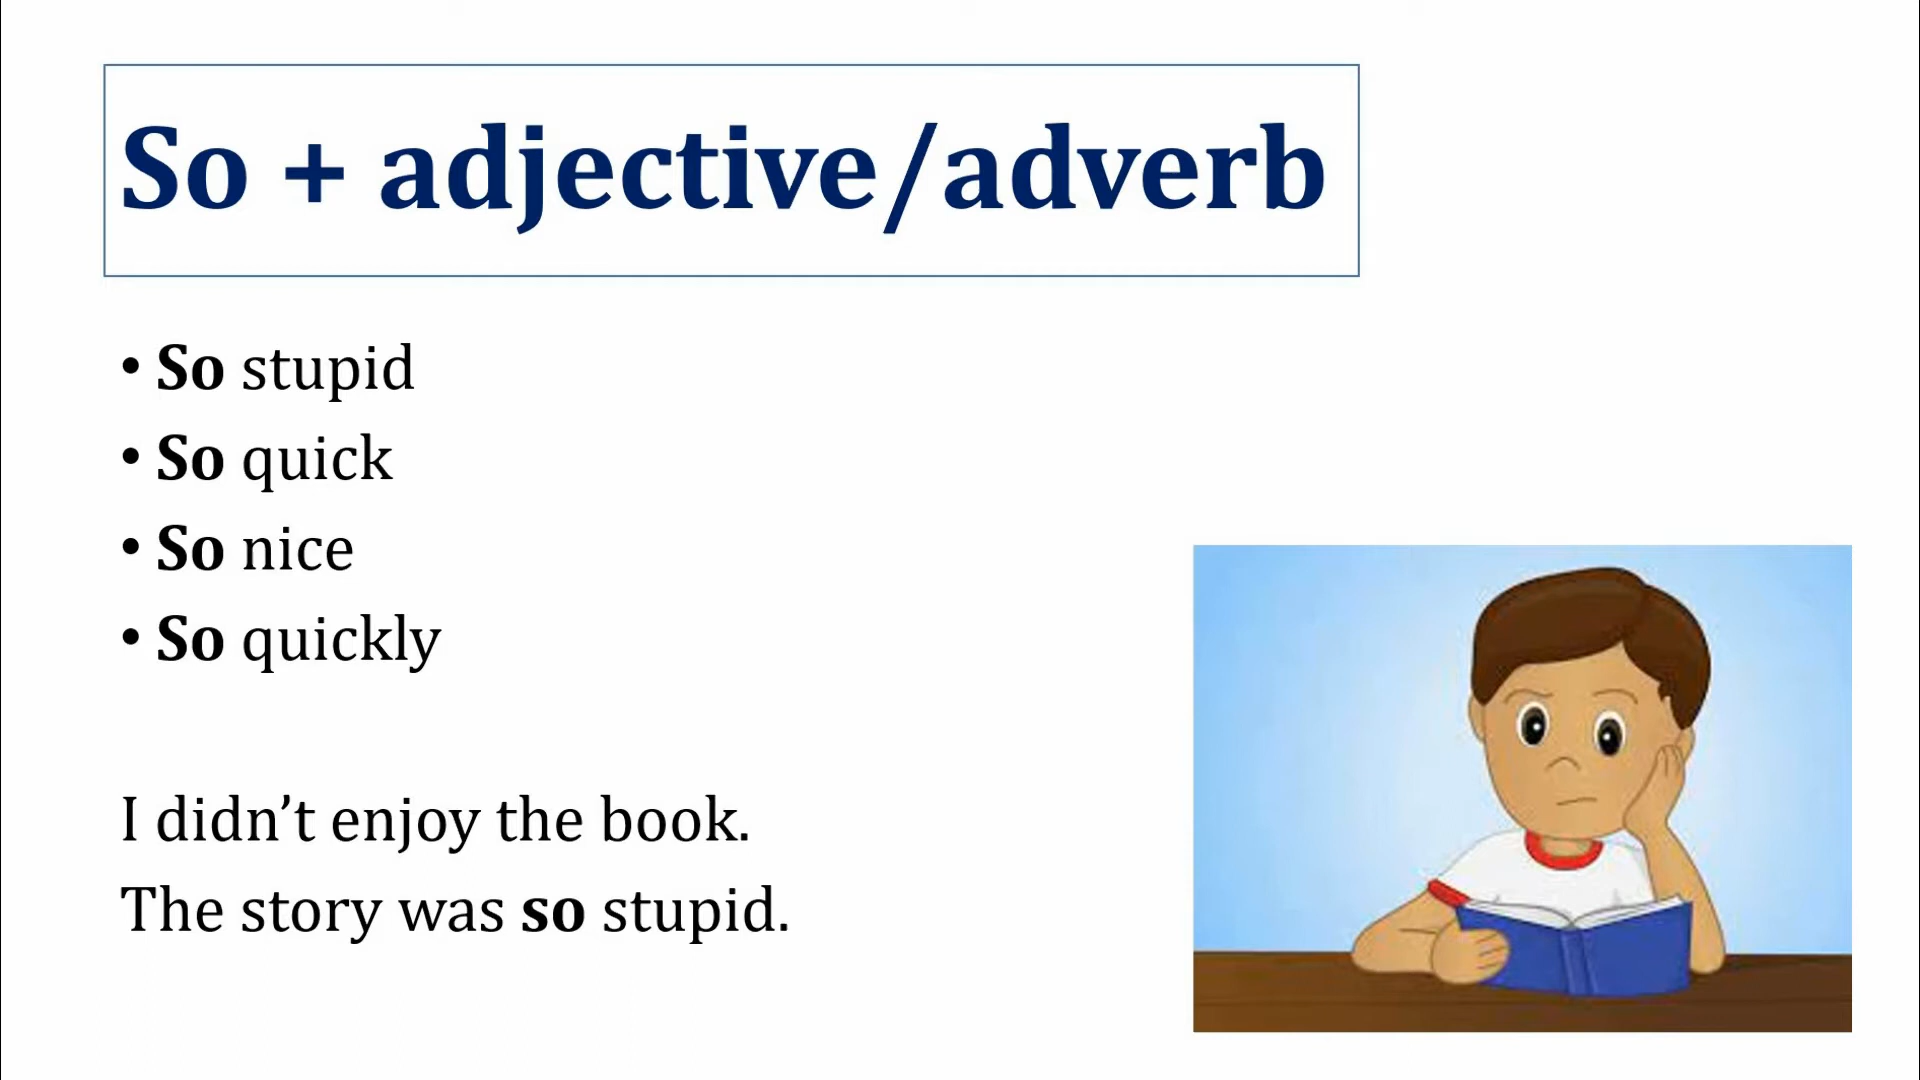 So + adjective/adverb
• So stupid
• So quick
• So nice
• So quickly
I didn’t enjoy the book.
The story was so stupid.